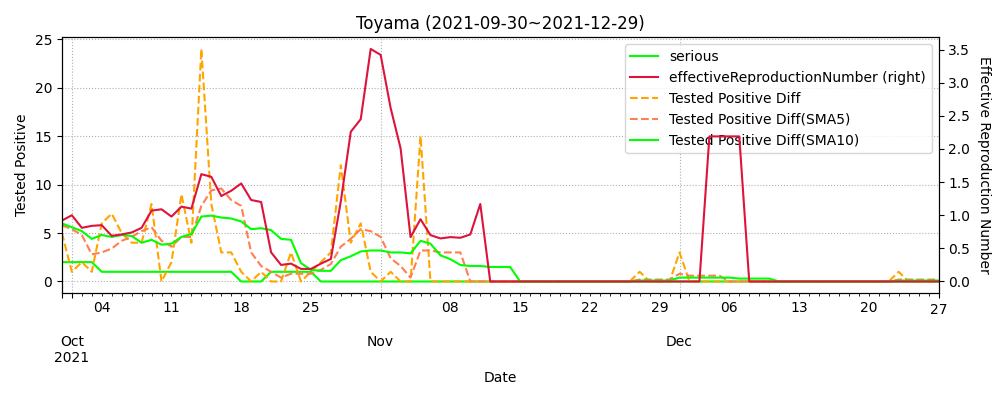 Toyama (2021-09-30~2021-12-29)
25
20
15
10
5
0
Tested Positive
3.5
3.0
2.5
2.0
1.5
1.0
0.5
0.0
Effective Reproduction Number
serious
effectiveReproductionNumber (right)
Tested Positive Diff
Tested Positive Diff(SMA5)
Tested Positive Diff(SMA10)
04 11 18 25 08 15 22 29 06 13 20 27
Oct Nov Dec
2021
Date